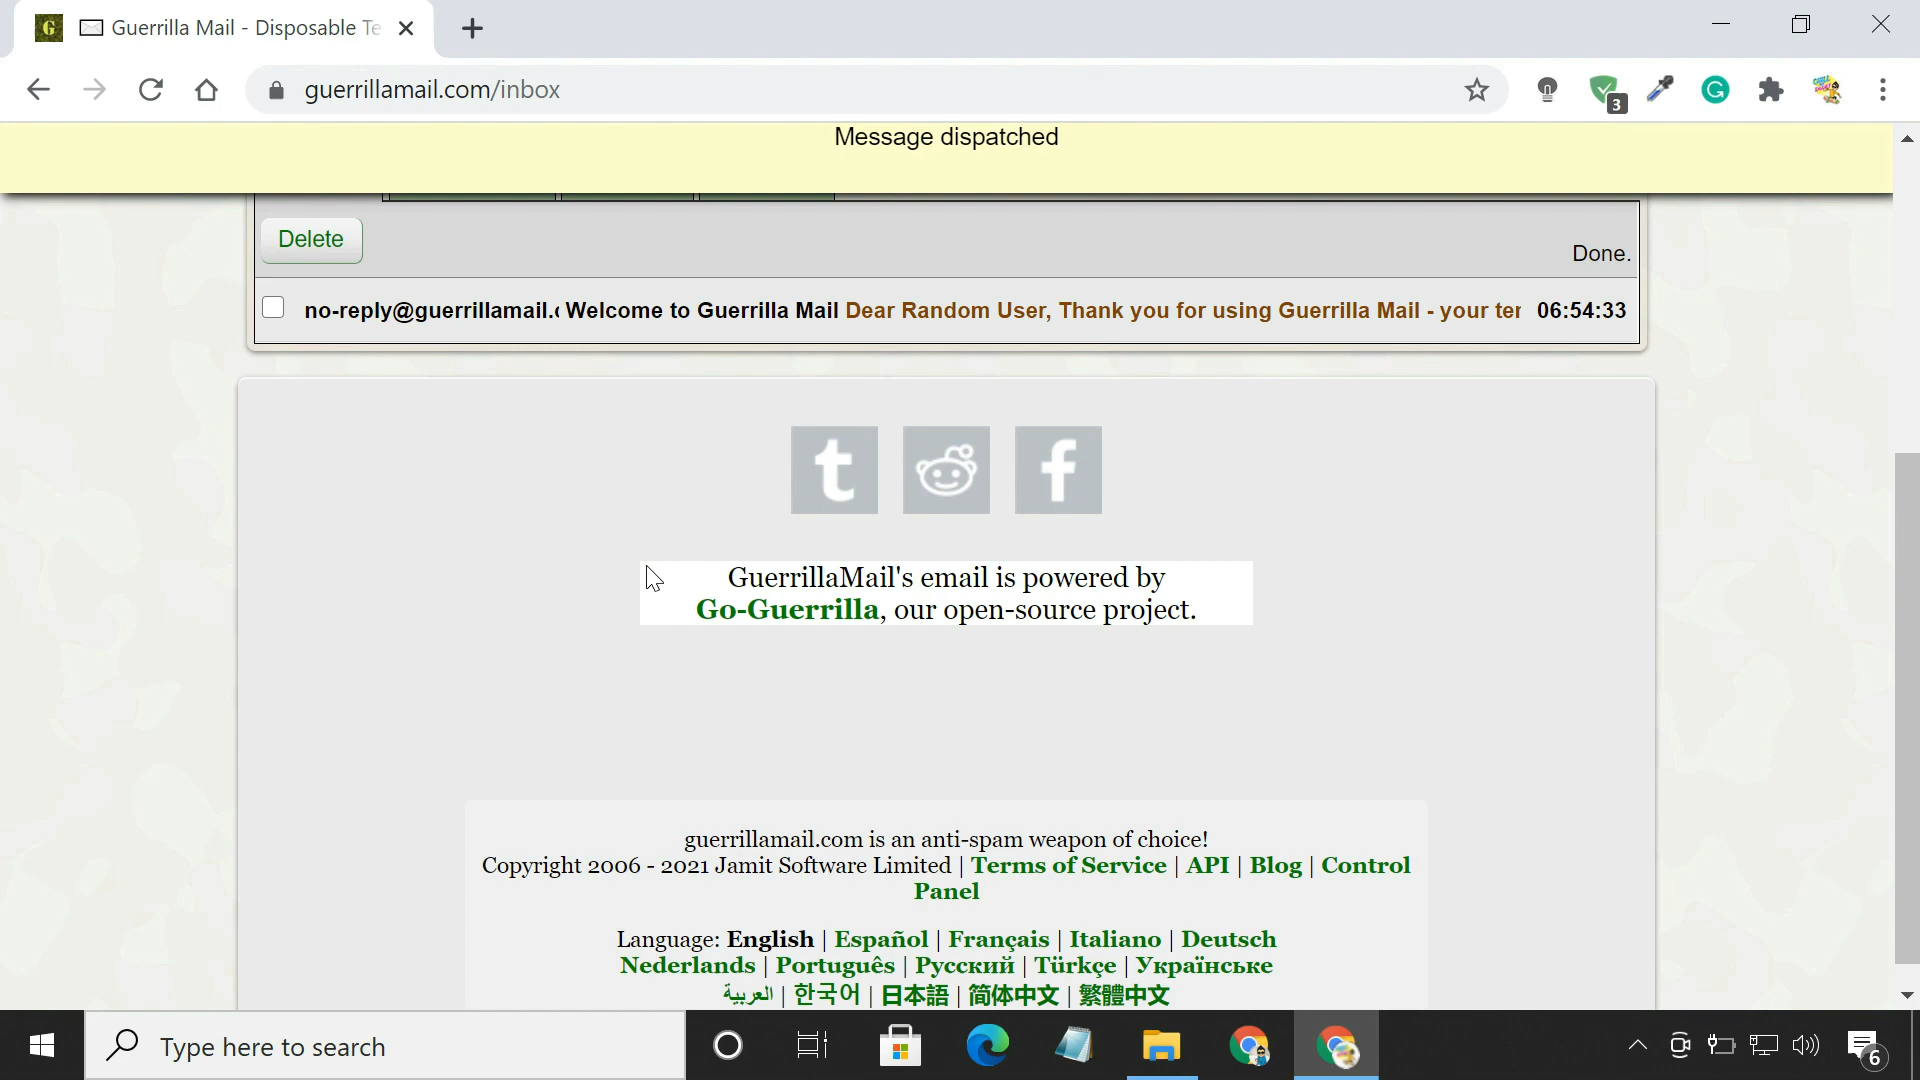 Guerrilla Mail - Disposable Te
guerrillamail.com/inbox
3
Message dispatched
Delete
Done.
no-reply@guerrillamail.c Welcome to Guerrilla Mail Dear Random User, Thank you for using Guerrilla Mail - your ter 06:54:33
GuerrillaMail's email is powered by
Go-Guerrilla, our open-source project.
guerrillamail.com is an anti-spam weapon of choice!
Copyright 2006 - 2021 Jamit Software Limited | Terms of Service | API | Blog | Control
Panel
Language: English | Español | Français | Italiano | Deutsch
Nederlands | Português | Русский | Türkçe | Українське
العربية | 한국어 | 日本語 | 简体中文 | 繁體中文
Type here to search
6